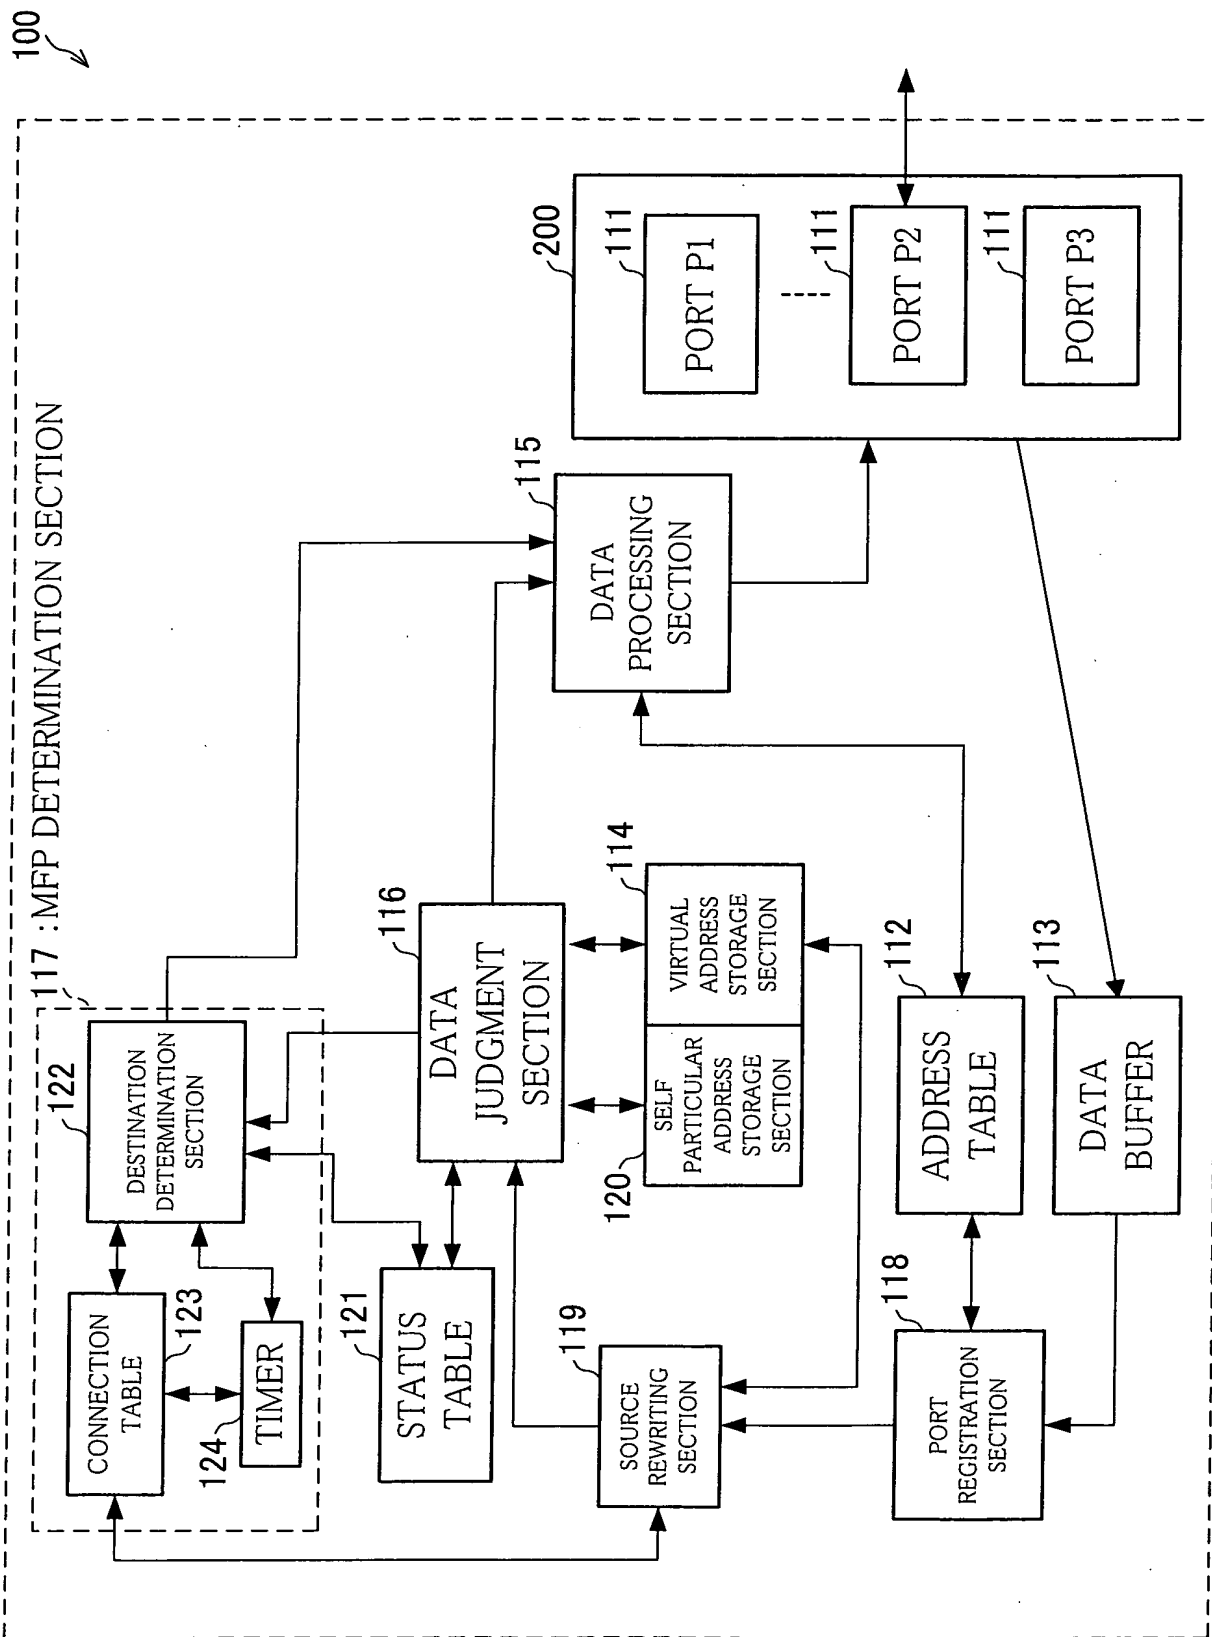 100
117 : MFP DETERMINATION SECTION
122
DESTINATION
DETERMINATION
SECTION
CONNECTION
TABLE
123
TIMER
124
STATUS
TABLE
121
116
DATA
JUDGMENT
SECTION
115
DATA
PROCESSING
SECTION
200
111
PORT P1
111
PORT P2
111
PORT P3
119
SOURCE
REWRITING
SECTION
120
SELF
PARTICULAR
ADDRESS
STORAGE
SECTION
114
VIRTUAL
ADDRESS
STORAGE
SECTION
118
PORT
REGISTRATION
SECTION
112
ADDRESS
TABLE
113
DATA
BUFFER